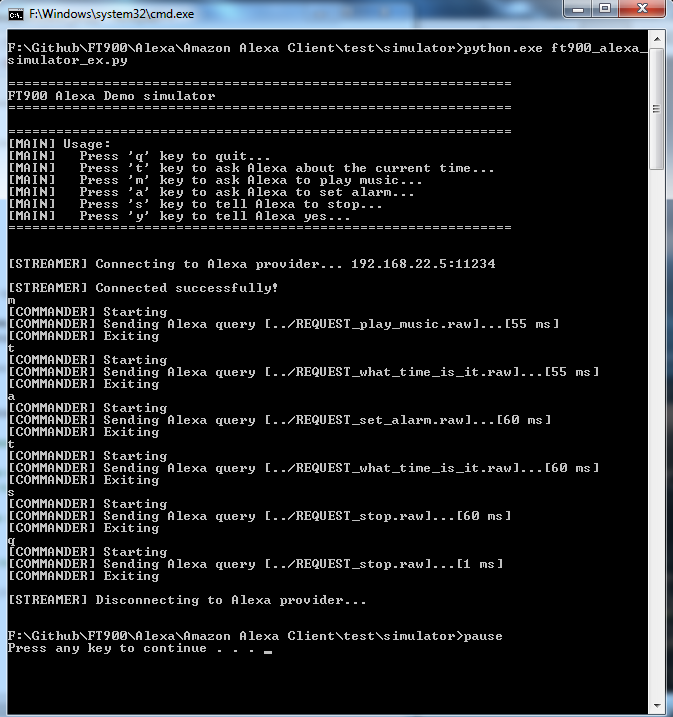 F:\Windows\system32\cmd.exe
F:\Github\FT900\Alexa\Amazon Alexa Client\test\simulator>python.exe ft900_alexa_
simulator_ex.py
================================================================
FT900 Alexa Demo simulator
================================================================
================================================================
[MAIN] Usage:
[MAIN]   Press 'q' key to quit...
[MAIN]   Press 't' key to ask Alexa about the current time...
[MAIN]   Press 'm' key to ask Alexa to play music...
[MAIN]   Press 'a' key to ask Alexa to set alarm...
[MAIN]   Press 's' key to tell Alexa to stop...
[MAIN]   Press 'y' key to tell Alexa yes...
================================================================
[STREAMER] Connecting to Alexa provider... 192.168.22.5:11234
[STREAMER] Connected successfully!
m
[COMMANDER] Starting
[COMMANDER] Sending Alexa query [../REQUEST_play_music.raw]...[55 ms]
[COMMANDER] Exiting
t
[COMMANDER] Starting
[COMMANDER] Sending Alexa query [../REQUEST_what_time_is_it.raw]...[55 ms]
[COMMANDER] Exiting
a
[COMMANDER] Starting
[COMMANDER] Sending Alexa query [../REQUEST_set_alarm.raw]...[60 ms]
[COMMANDER] Exiting
t
[COMMANDER] Starting
[COMMANDER] Sending Alexa query [../REQUEST_what_time_is_it.raw]...[60 ms]
[COMMANDER] Exiting
s
[COMMANDER] Starting
[COMMANDER] Sending Alexa query [../REQUEST_stop.raw]...[60 ms]
[COMMANDER] Exiting
q
[COMMANDER] Starting
[COMMANDER] Sending Alexa query [../REQUEST_stop.raw]...[1 ms]
[COMMANDER] Exiting
[STREAMER] Disconnecting to Alexa provider...
F:\Github\FT900\Alexa\Amazon Alexa Client\test\simulator>pause
Press any key to continue . . . _